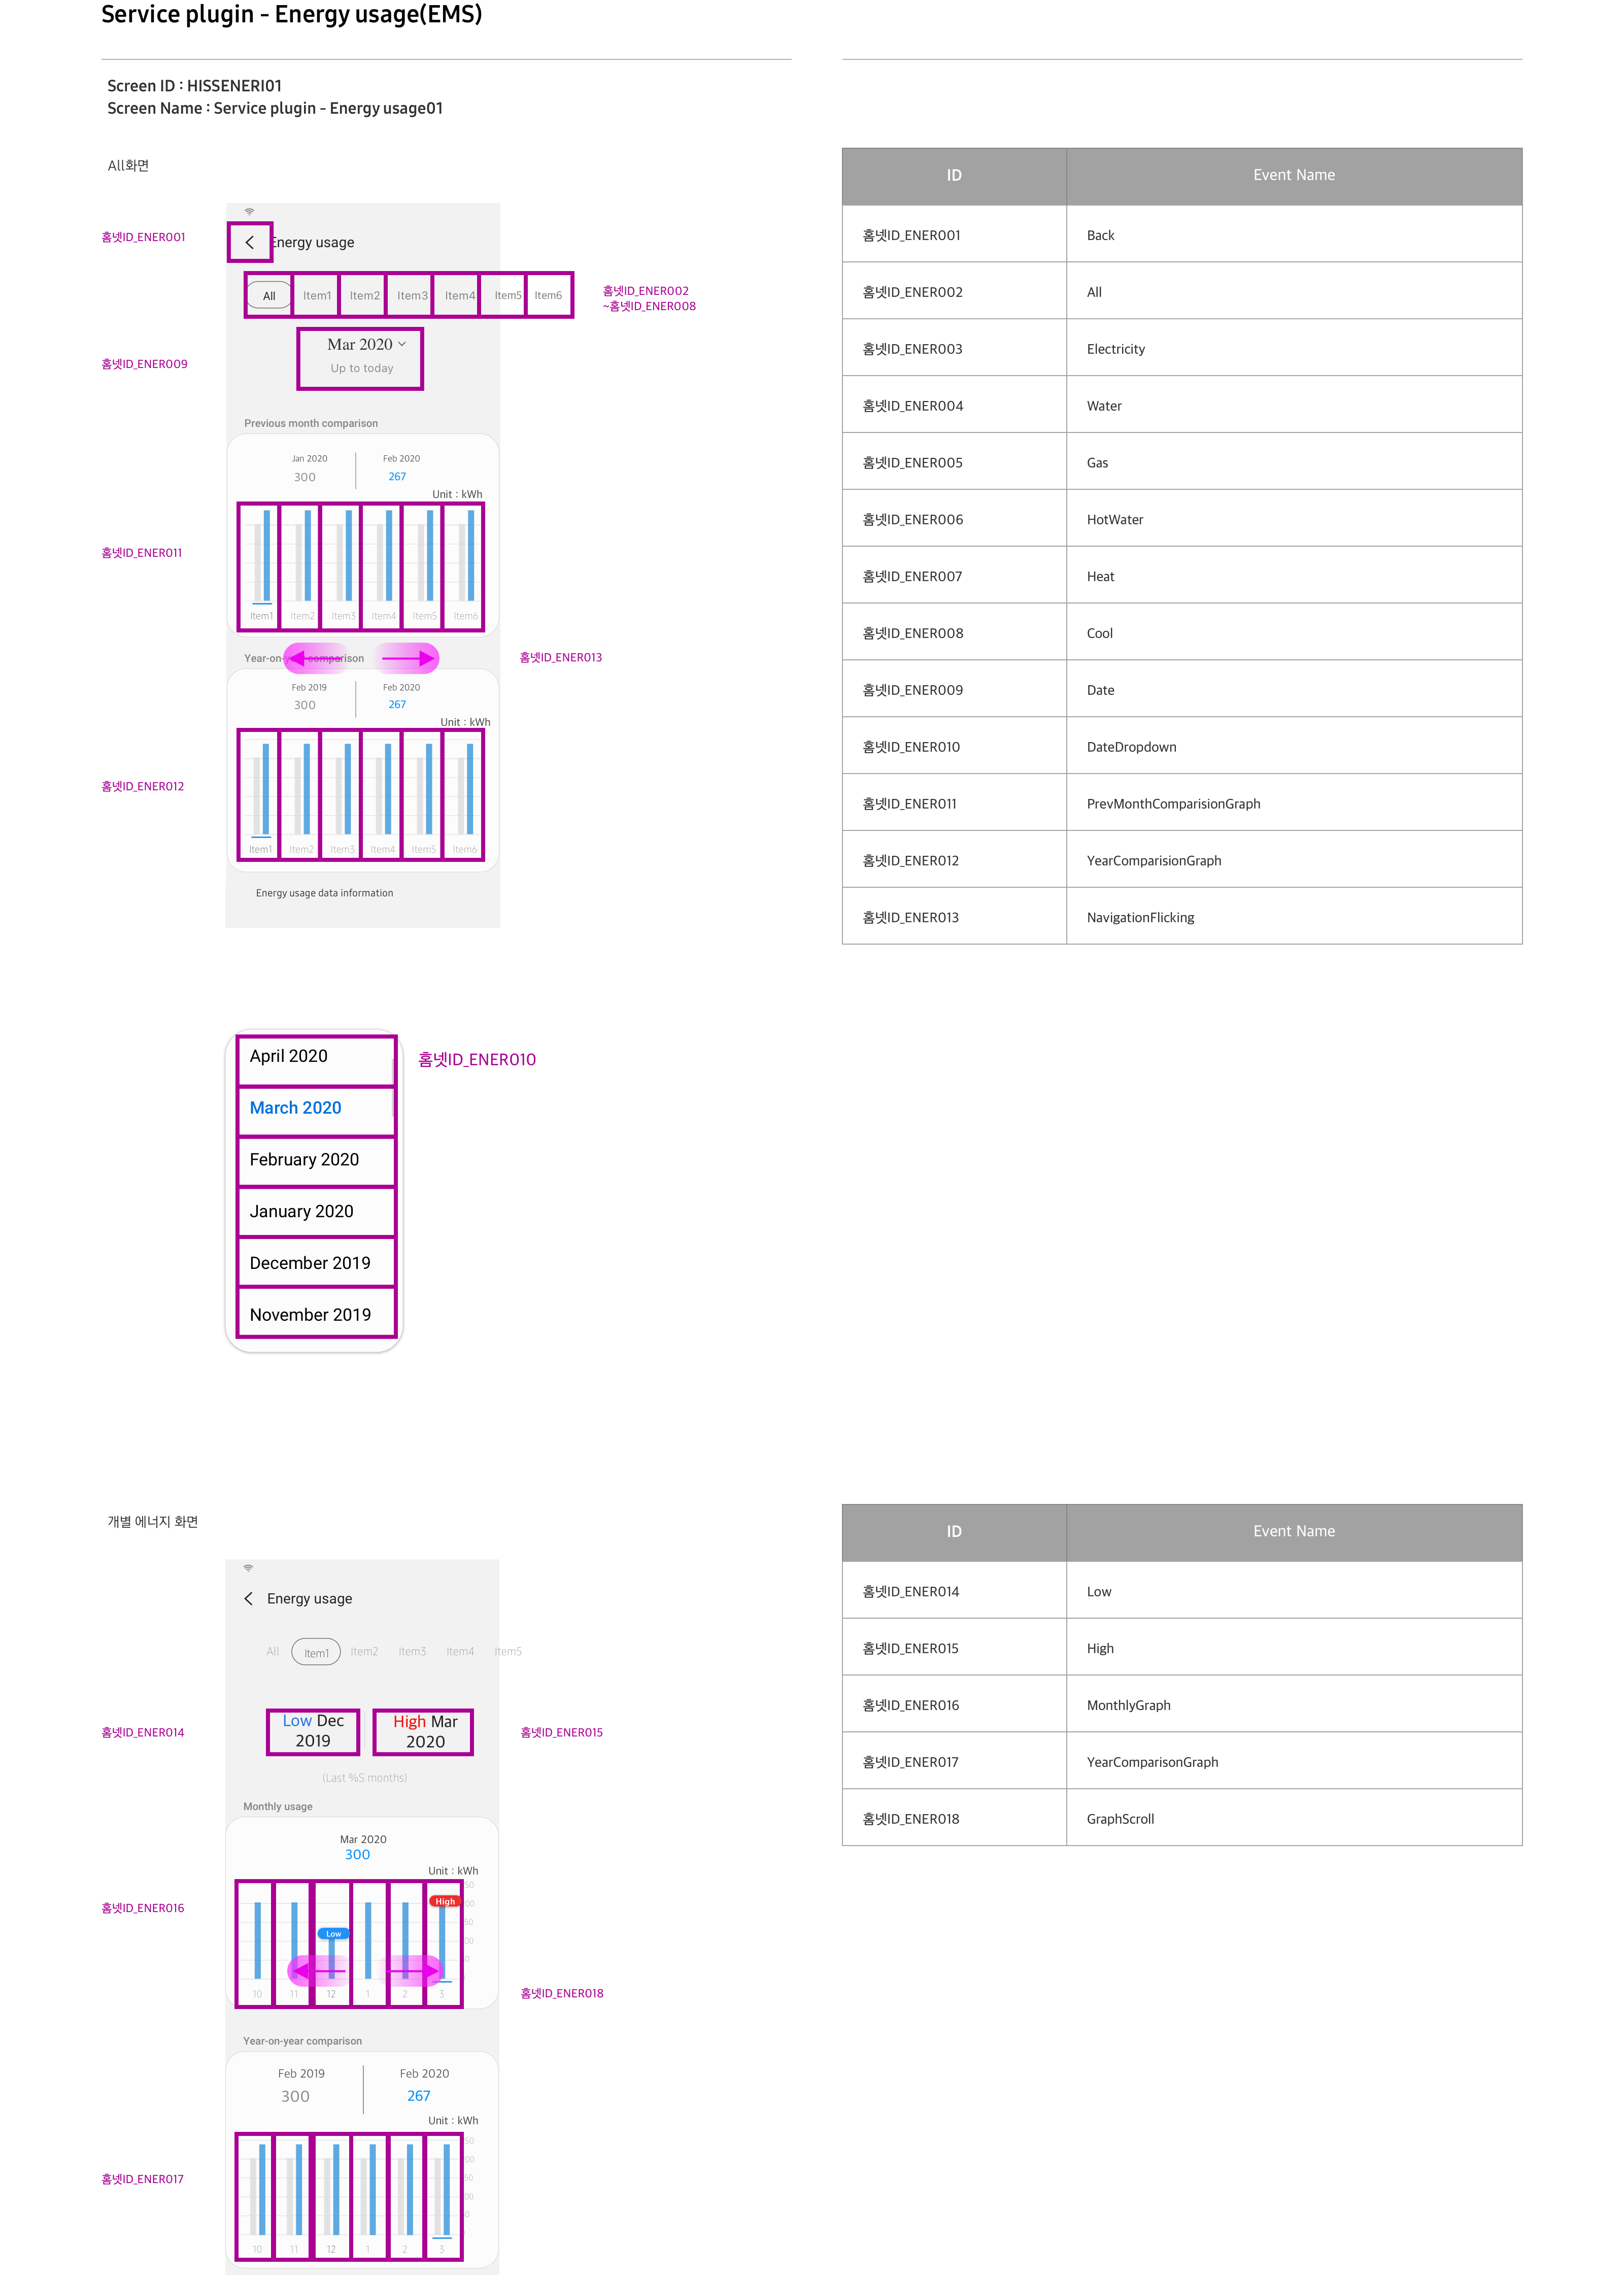 Service plugin - Energy usage(EMS)
Screen ID : HISSENERI01
Screen Name : Service plugin - Energy usage01
All화면
홈넷ID_ENER001
Energy usage
All Item1 Item2 Item3 Item4 Item5 Item6
홈넷ID_ENER002
~홈넷ID_ENER008
홈넷ID_ENER009
Mar 2020
Up to today
Previous month comparison
Jan 2020 Feb 2020
300 267
Unit : kWh
홈넷ID_ENER011
Item1 Item2 Item3 Item4 Item5 Item6
Year-on-year comparison
홈넷ID_ENER013
Feb 2019 Feb 2020
300 267
Unit : kWh
홈넷ID_ENER012
Item1 Item2 Item3 Item4 Item5 Item6
Energy usage data information
ID Event Name
홈넷ID_ENER001 Back
홈넷ID_ENER002 All
홈넷ID_ENER003 Electricity
홈넷ID_ENER004 Water
홈넷ID_ENER005 Gas
홈넷ID_ENER006 HotWater
홈넷ID_ENER007 Heat
홈넷ID_ENER008 Cool
홈넷ID_ENER009 Date
홈넷ID_ENER010 DateDropdown
홈넷ID_ENER011 PrevMonthComparisionGraph
홈넷ID_ENER012 YearComparisionGraph
홈넷ID_ENER013 NavigationFlicking
April 2020
홈넷ID_ENER010
March 2020
February 2020
January 2020
December 2019
November 2019
개별 에너지 화면
Energy usage
All Item1 Item2 Item3 Item4 Item5
홈넷ID_ENER014
Low Dec
2019
High Mar
2020
홈넷ID_ENER015
(Last %S months)
Monthly usage
Mar 2020
300
Unit : kWh
홈넷ID_ENER016
High
Low
10 11 12 1 2 3
홈넷ID_ENER018
Year-on-year comparison
Feb 2019 Feb 2020
300 267
Unit : kWh
홈넷ID_ENER017
10 11 12 1 2 3
ID Event Name
홈넷ID_ENER014 Low
홈넷ID_ENER015 High
홈넷ID_ENER016 MonthlyGraph
홈넷ID_ENER017 YearComparisonGraph
홈넷ID_ENER018 GraphScroll